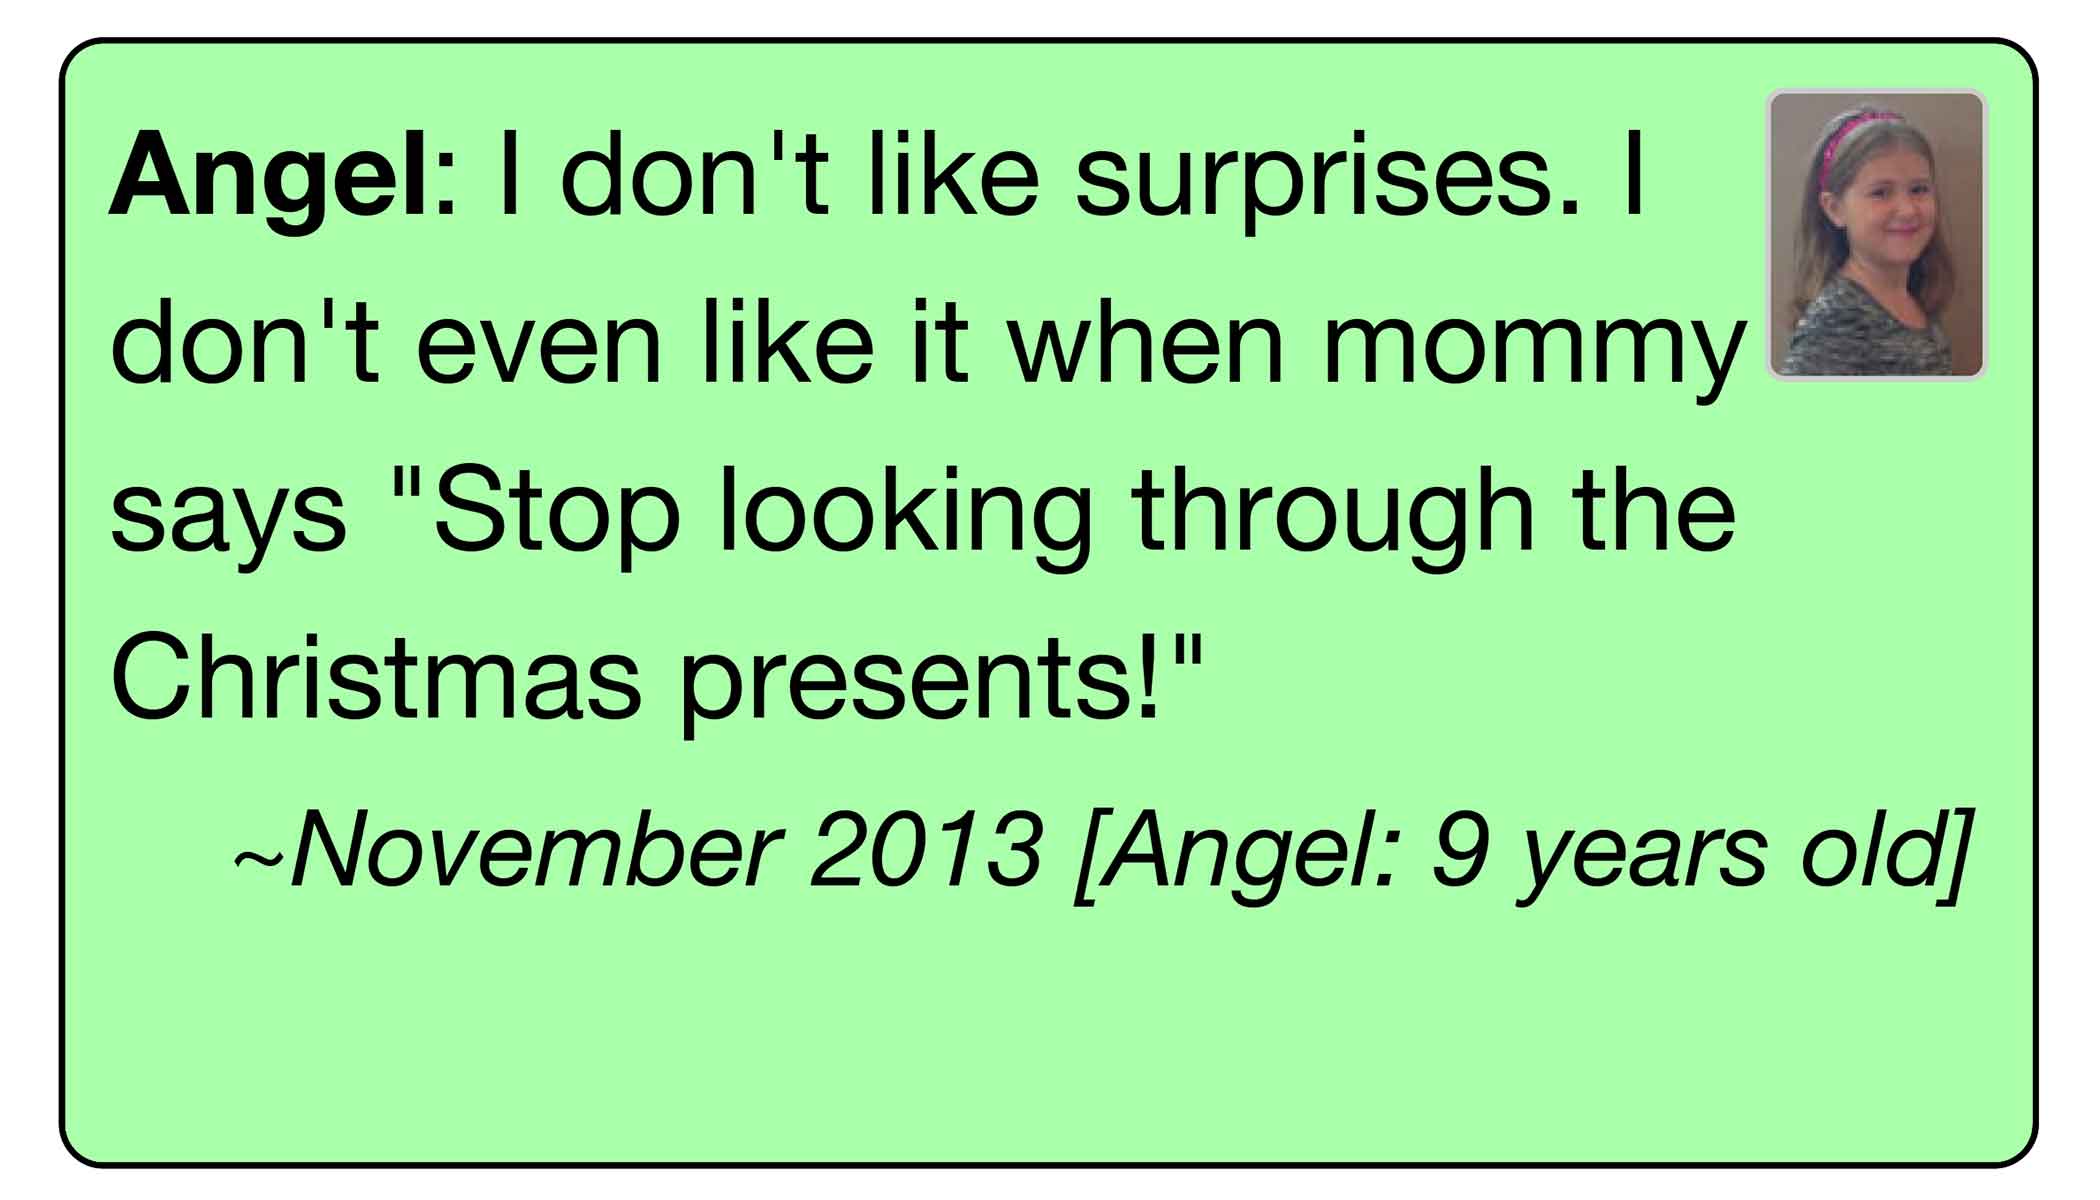 Angel: I don't like surprises. I
don't even like it when mommy
says "Stop looking through the
Christmas presents!"
~November 2013 [Angel: 9 years old]